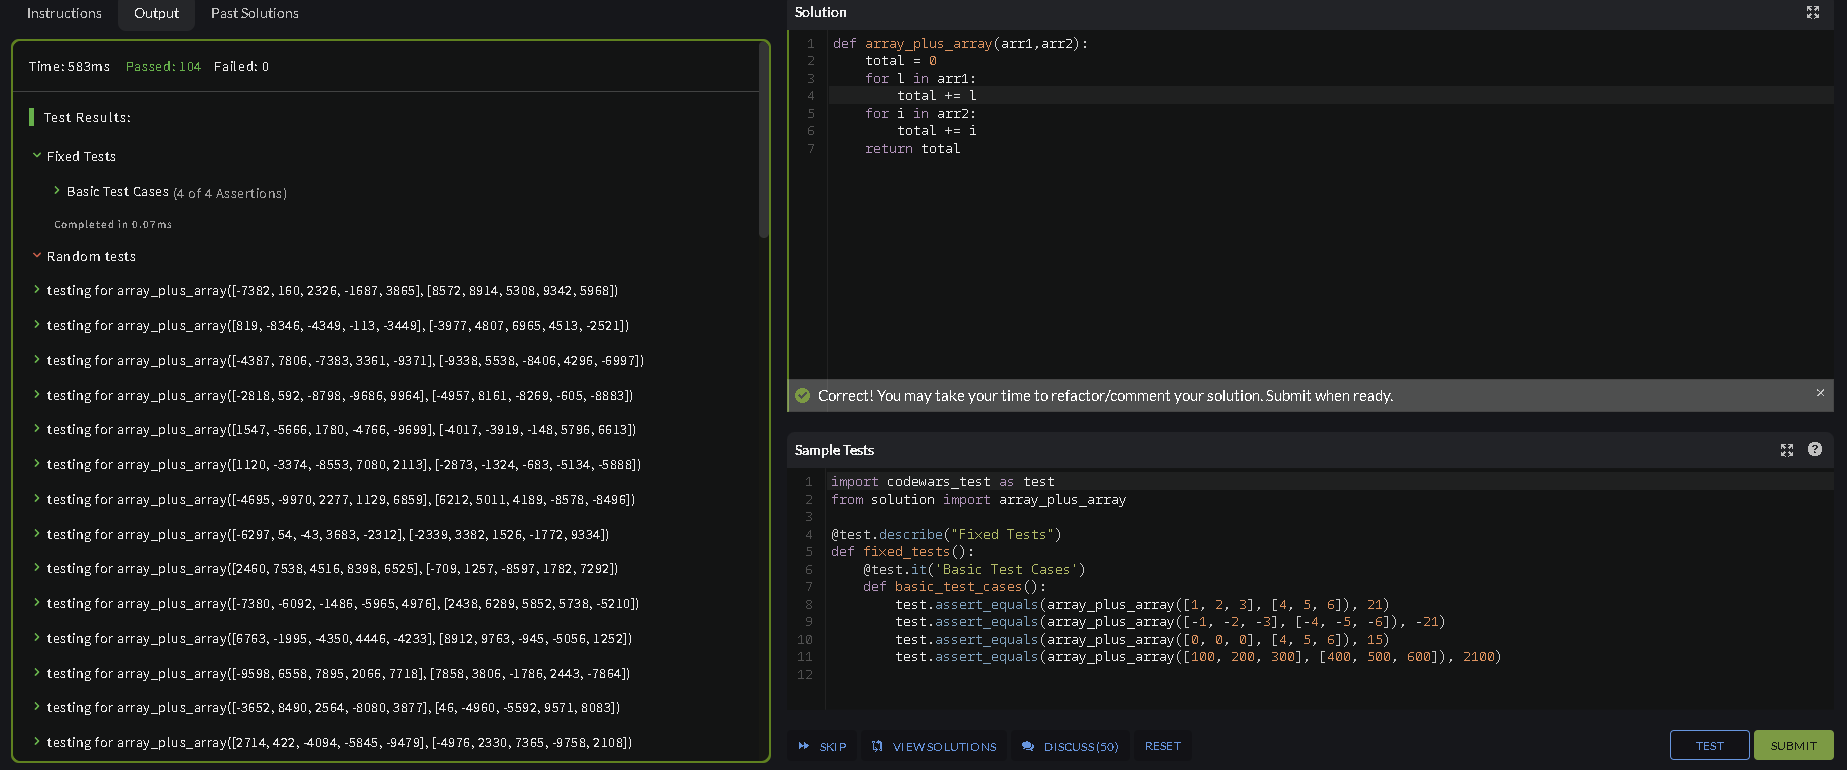 Instructions Output Past Solutions
Time: 583ms Passed: 104 Failed: 0
Test Results:
Fixed Tests
Basic Test Cases (4 of 4 Assertions)
Completed in 0.07ms
Random tests
testing for array_plus_array([-7382, 160, 2326, -1687, 3865], [8572, 8914, 5308, 9342, 5968])
testing for array_plus_array([819, -8346, -4349, -113, -3449], [-3977, 4807, 6965, 4513, -2521])
testing for array_plus_array([-4387, 7806, -7383, 3361, -9371], [-9338, 5538, -8406, 4296, -6997])
testing for array_plus_array([-2818, 592, -8798, -9686, 9964], [-4957, 8161, -8269, -605, -8883])
testing for array_plus_array([1547, -5666, 1780, -4766, -9699], [-4017, -3919, -148, 5796, 6613])
testing for array_plus_array([1120, -3374, -8553, 7080, 2113], [-2873, -1324, -683, -5134, -5888])
testing for array_plus_array([-4695, -9970, 2277, 1129, 6859], [6212, 5011, 4189, -8578, -8496])
testing for array_plus_array([-6297, 54, -43, 3683, -2312], [-2339, 3382, 1526, -1772, 9334])
testing for array_plus_array([2460, 7538, 4516, 8398, 6525], [-709, 1257, -8597, 1782, 7292])
testing for array_plus_array([-7380, -6092, -1486, -5965, 4976], [2438, 6289, 5852, 5738, -5210])
testing for array_plus_array([6763, -1995, -4350, 4446, -4233], [8912, 9763, -945, -5056, 1252])
testing for array_plus_array([-9598, 6558, 7895, 2066, 7718], [7858, 3806, -1786, 2443, -7864])
testing for array_plus_array([-3652, 8490, 2564, -8080, 3877], [46, -4960, -5592, 9571, 8083])
testing for array_plus_array([2714, 422, -4094, -5845, -9479], [-4976, 2330, 7365, -9758, 2108])
Solution
1 def array_plus_array(arr1,arr2):
2 total = 0
3 for l in arr1:
4 total += l
5 for i in arr2:
6 total += i
7 return total
Correct! You may take your time to refactor/comment your solution. Submit when ready.
Sample Tests
1 import codewars_test as test
2 from solution import array_plus_array
3
4 @test.describe("Fixed Tests")
5 def fixed_tests():
6 @test.it('Basic Test Cases')
7 def basic_test_cases():
8 test.assert_equals(array_plus_array([1, 2, 3], [4, 5, 6]), 21)
9 test.assert_equals(array_plus_array([-1, -2, -3], [-4, -5, -6]), -21)
10 test.assert_equals(array_plus_array([0, 0, 0], [4, 5, 6]), 15)
11 test.assert_equals(array_plus_array([100, 200, 300], [400, 500, 600]), 2100)
12
SKIP VIEW SOLUTIONS DISCUSS (50) RESET TEST SUBMIT